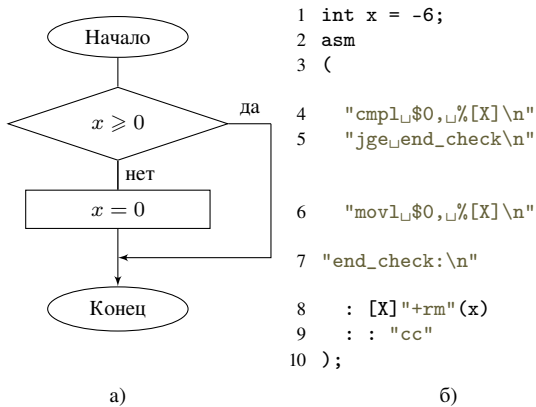 Начало
x ⩾ 0
да
нет
x = 0
Конец
а)
1 int x = -6;
2 asm
3 (
4 "cmpl␣$0,␣%[X]\n"
5 "jge␣end_check\n"
6 "movl␣$0,␣%[X]\n"
7 "end_check:\n"
8 : [X]"+rm"(x)
9 : : "cc"
10 );
б)